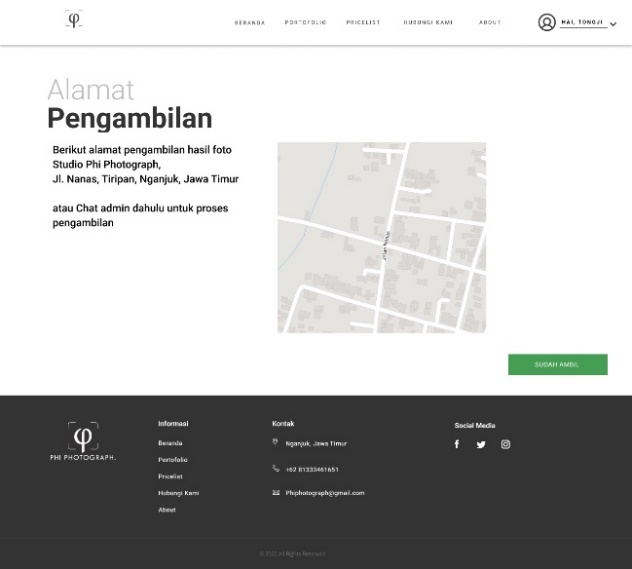 φ
BERANDA
PORTOFOLIO
PRICELIST
HUBUNGI KAMI
ABOUT
HAI, TONOJI
Alamat
Pengambilan
Berikut alamat pengambilan hasil foto
Studio Phi Photograph,
Jl. Nanas, Tiripan, Nganjuk, Jawa Timur
atau Chat admin dahulu untuk proses
pengambilan
SUDAH AMBIL
φ
PHI PHOTOGRAPH.
Informasi
Beranda
Portofolio
Pricelist
Hubungi Kami
About
Kontak
Nganjuk, Jawa Timur
+62 81333461651
Phiphotograph@gmail.com
Social Media
© 2022 All Rights Reserved